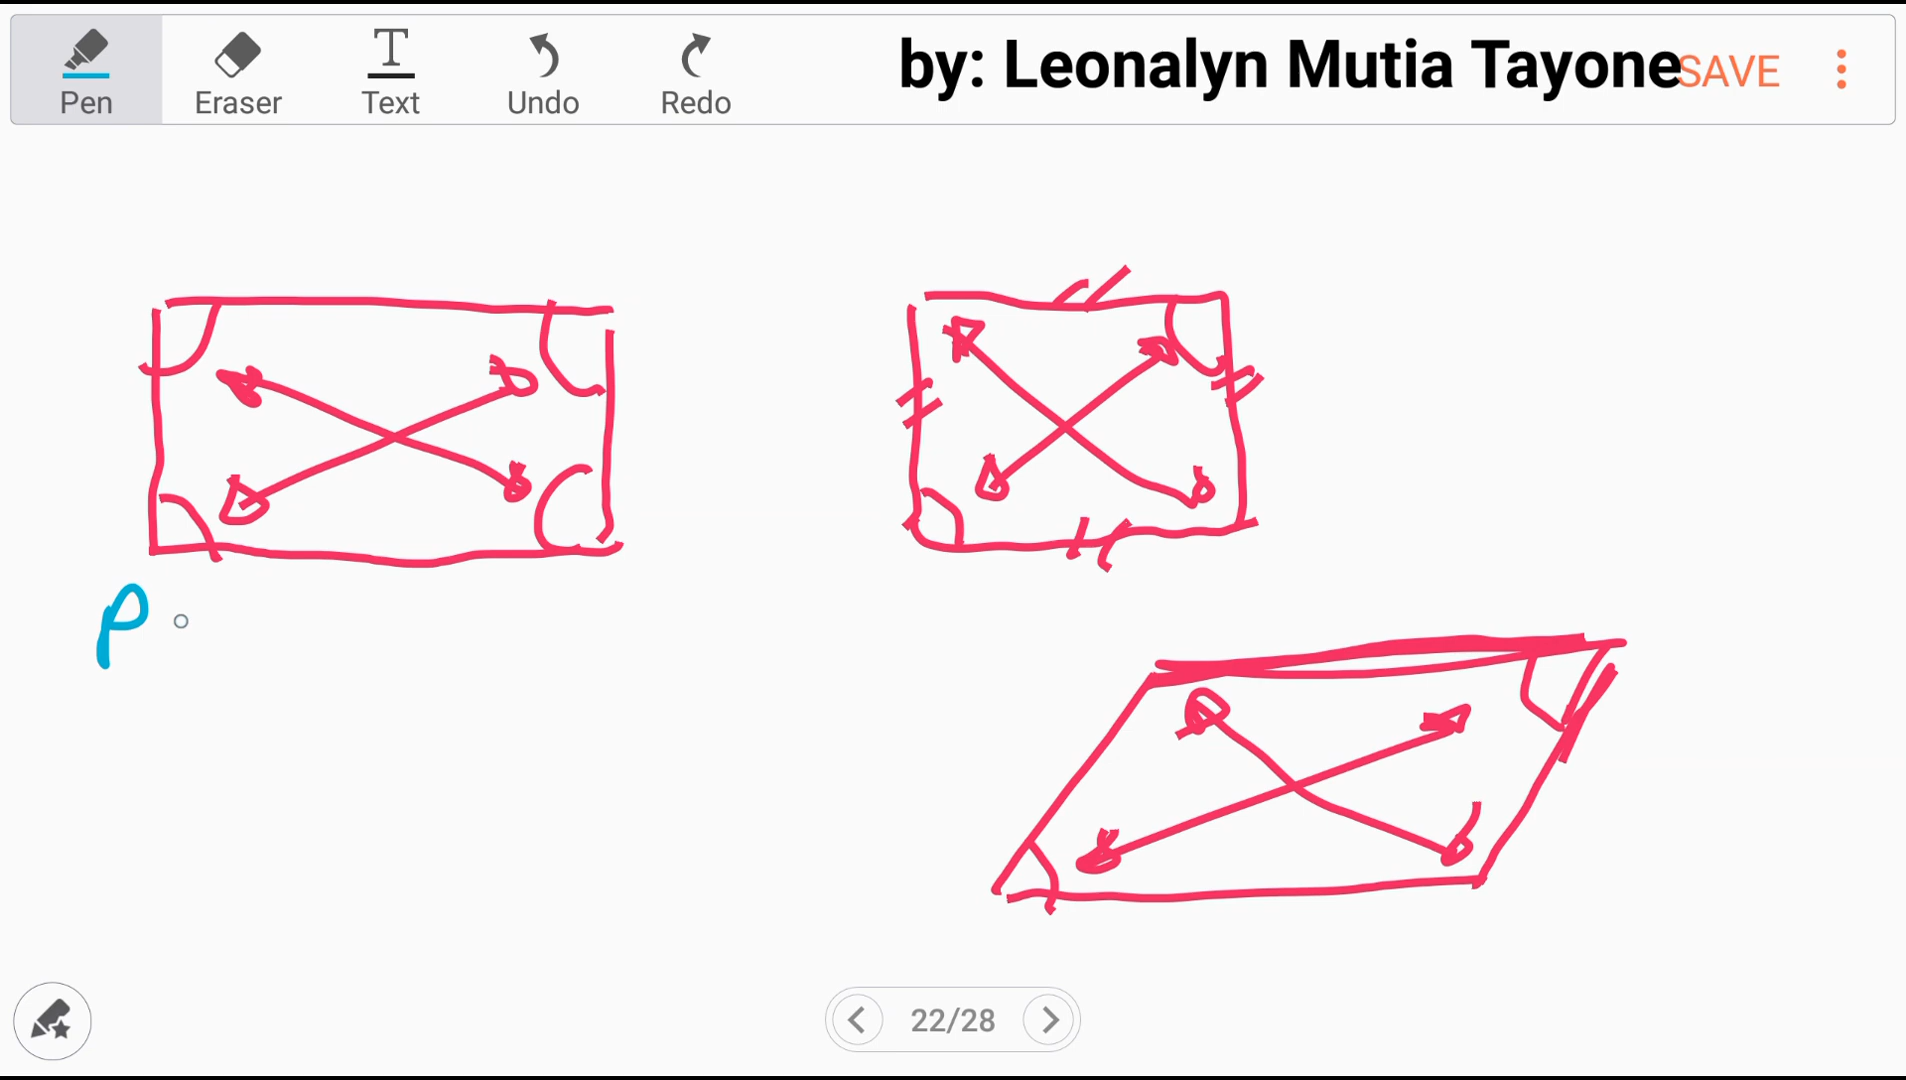 Pen
Eraser
Text
Undo
Redo
by: Leonalyn Mutia Tayone
SAVE
P
22/28